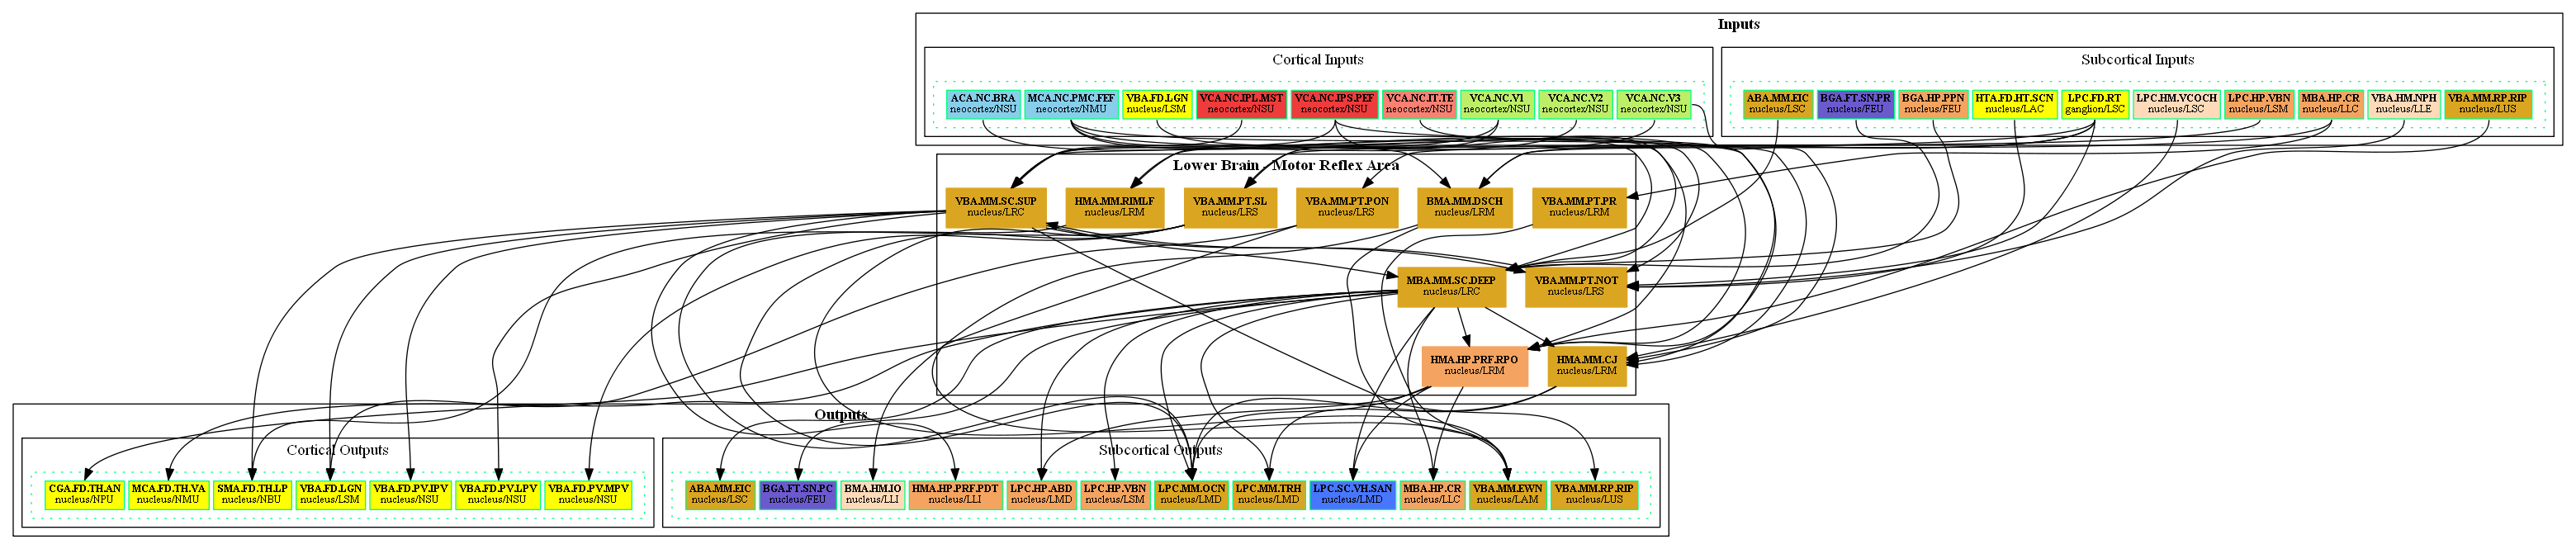 Inputs
Cortical Inputs
Subcortical Inputs
ACA.NC.BRA
neocortex/NSU
MCA.NC.PMC.FEF
neocortex/NMU
VBA.FD.LGN
nucleus/LSM
VCA.NC.IPL.MST
neocortex/NSU
VCA.NC.IPS.PEF
neocortex/NSU
VCA.NC.IT.TE
neocortex/NSU
VCA.NC.V1
neocortex/NSU
VCA.NC.V2
neocortex/NSU
VCA.NC.V3
neocortex/NSU
ABA.MM.EIC
nucleus/LSC
BGA.FT.SN.PR
nucleus/FEU
BGA.HP.PPN
nucleus/FEU
HTA.FD.HT.SCN
nucleus/LAC
LPC.FD.RT
ganglion/LSC
LPC.HM.VCOCH
nucleus/LSC
LPC.HP.VBN
nucleus/LSM
MBA.HP.CR
nucleus/LLC
VBA.HM.NPH
nucleus/LLE
VBA.MM.RP.RIP
nucleus/LUS
Lower Brain - Motor Reflex Area
VBA.MM.SC.SUP
nucleus/LRC
HMA.MM.RIMLF
nucleus/LRM
VBA.MM.PT.SL
nucleus/LRS
VBA.MM.PT.PON
nucleus/LRS
BMA.MM.DSCH
nucleus/LRM
VBA.MM.PT.PR
nucleus/LRM
MBA.MM.SC.DEEP
nucleus/LRC
VBA.MM.PT.NOT
nucleus/LRS
HMA.HP.PRF.RPO
nucleus/LRM
HMA.MM.CJ
nucleus/LRM
Outputs
Cortical Outputs
Subcortical Outputs
CGA.FD.TH.AN
nucleus/NPU
MCA.FD.TH.VA
nucleus/NMU
SMA.FD.TH.LP
nucleus/NBU
VBA.FD.LGN
nucleus/LSM
VBA.FD.PV.IPV
nucleus/NSU
VBA.FD.PV.LPV
nucleus/NSU
VBA.FD.PV.MPV
nucleus/NSU
ABA.MM.EIC
nucleus/LSC
BGA.FT.SN.PC
nucleus/FEU
BMA.HM.IO
nucleus/LLI
HMA.HP.PRF.PDT
nucleus/LLI
LPC.HP.ABD
nucleus/LMD
LPC.HP.VBN
nucleus/LSM
LPC.MM.OCN
nucleus/LMD
LPC.MM.TRH
nucleus/LMD
LPC.SC.VH.SAN
nucleus/LMD
MBA.HP.CR
nucleus/LLC
VBA.MM.EWN
nucleus/LAM
VBA.MM.RP.RIP
nucleus/LUS